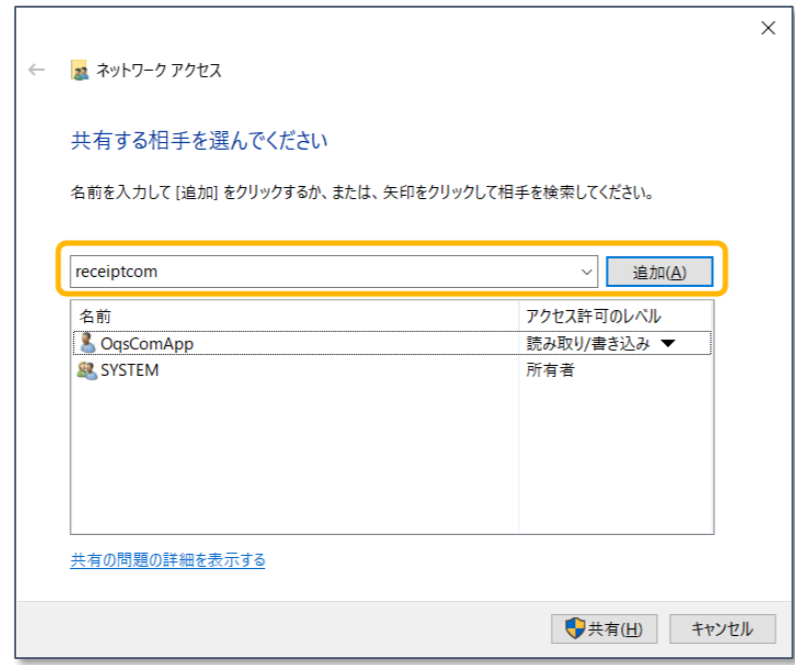 ネットワーク アクセス
共有する相手を選んでください
名前を入力して [追加] をクリックするか、または、矢印をクリックして相手を検索してください。
receiptcom 追加(A)
名前 アクセス許可のレベル
OqsComApp 読み取り/書き込み ▼
SYSTEM 所有者
共有の問題の詳細を表示する
共有(H) キャンセル